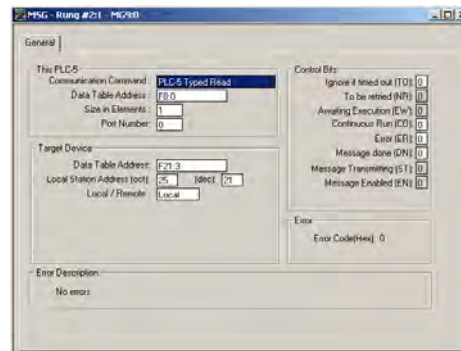 MSG - Rung #2:1 - MG9:0
General
This PLC-5
Communication Command : PLC-5 Typed Read
Data Table Address : F8:0
Size in Elements : 1
Port Number: 0
Target Device
Data Table Address: F21:3
Local Station Address (oct): 25 (dec): 21
Local / Remote : Local
Control Bits
Ignore if timed out (TO): 0
To be retried (NR): 0
Awaiting Execution (EW): 0
Continuous Run (CO): 0
Error (ER): 0
Message done (DN): 0
Message Transmitting (ST): 0
Message Enabled (EN): 0
Error
Error Code(Hex): 0
Error Description
No errors